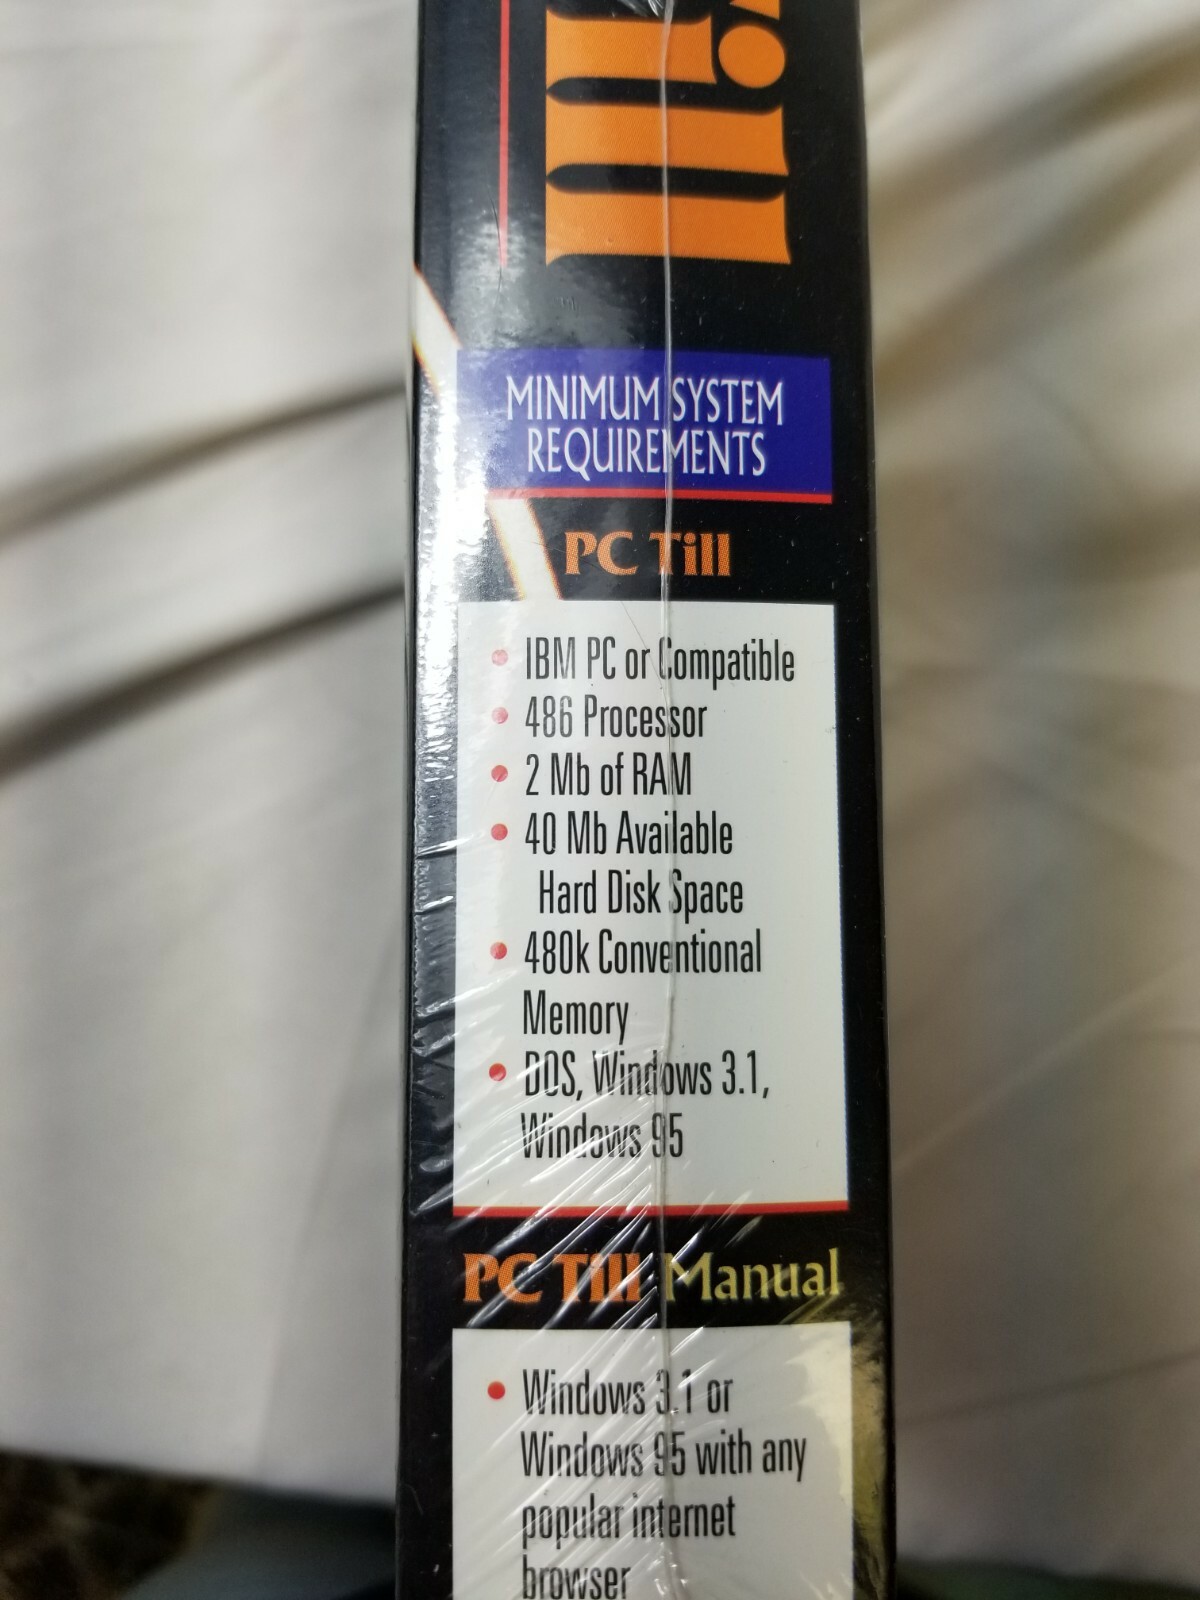 ill
MINIMUM SYSTEM
REQUIREMENTS
PC Till
• IBM PC or Compatible
• 486 Processor
• 2 Mb of RAM
• 40 Mb Available
Hard Disk Space
• 480k Conventional
Memory
• DOS, Windows 3.1,
Windows 95
PC Till Manual
• Windows 3.1 or
Windows 95 with any
popular internet
browser